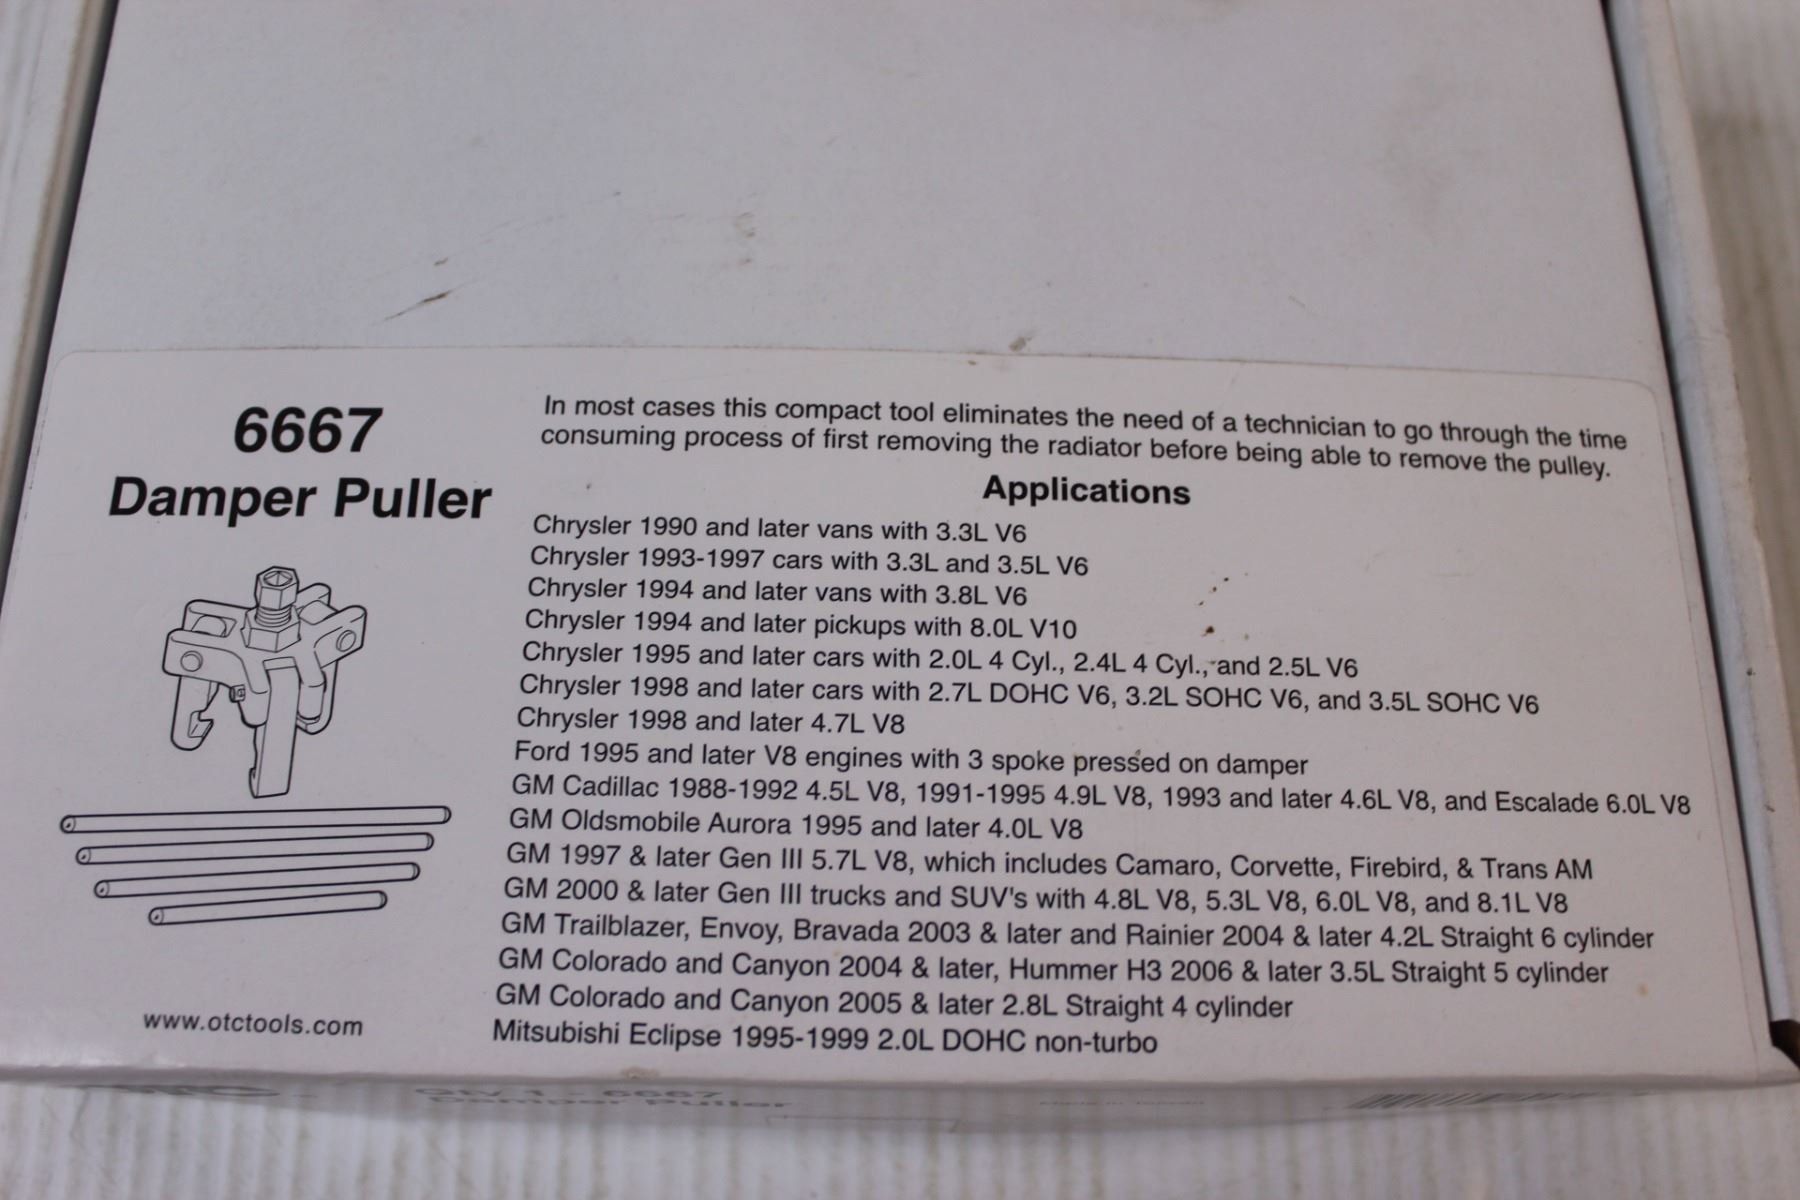 6667
Damper Puller
In most cases this compact tool eliminates the need of a technician to go through the time
consuming process of first removing the radiator before being able to remove the pulley.
Applications
Chrysler 1990 and later vans with 3.3L V6
Chrysler 1993-1997 cars with 3.3L and 3.5L V6
Chrysler 1994 and later vans with 3.8L V6
Chrysler 1994 and later pickups with 8.0L V10
Chrysler 1995 and later cars with 2.0L 4 Cyl., 2.4L 4 Cyl., and 2.5L V6
Chrysler 1998 and later cars with 2.7L DOHC V6, 3.2L SOHC V6, and 3.5L SOHC V6
Chrysler 1998 and later 4.7L V8
Ford 1995 and later V8 engines with 3 spoke pressed on damper
GM Cadillac 1988-1992 4.5L V8, 1991-1995 4.9L V8, 1993 and later 4.6L V8, and Escalade 6.0L V8
GM Oldsmobile Aurora 1995 and later 4.0L V8
GM 1997 & later Gen III 5.7L V8, which includes Camaro, Corvette, Firebird, & Trans AM
GM 2000 & later Gen III trucks and SUV's with 4.8L V8, 5.3L V8, 6.0L V8, and 8.1L V8
GM Trailblazer, Envoy, Bravada 2003 & later and Rainier 2004 & later 4.2L Straight 6 cylinder
GM Colorado and Canyon 2004 & later, Hummer H3 2006 & later 3.5L Straight 5 cylinder
GM Colorado and Canyon 2005 & later 2.8L Straight 4 cylinder
Mitsubishi Eclipse 1995-1999 2.0L DOHC non-turbo
www.otctools.com
Qty 1 - 6667
Damper Puller